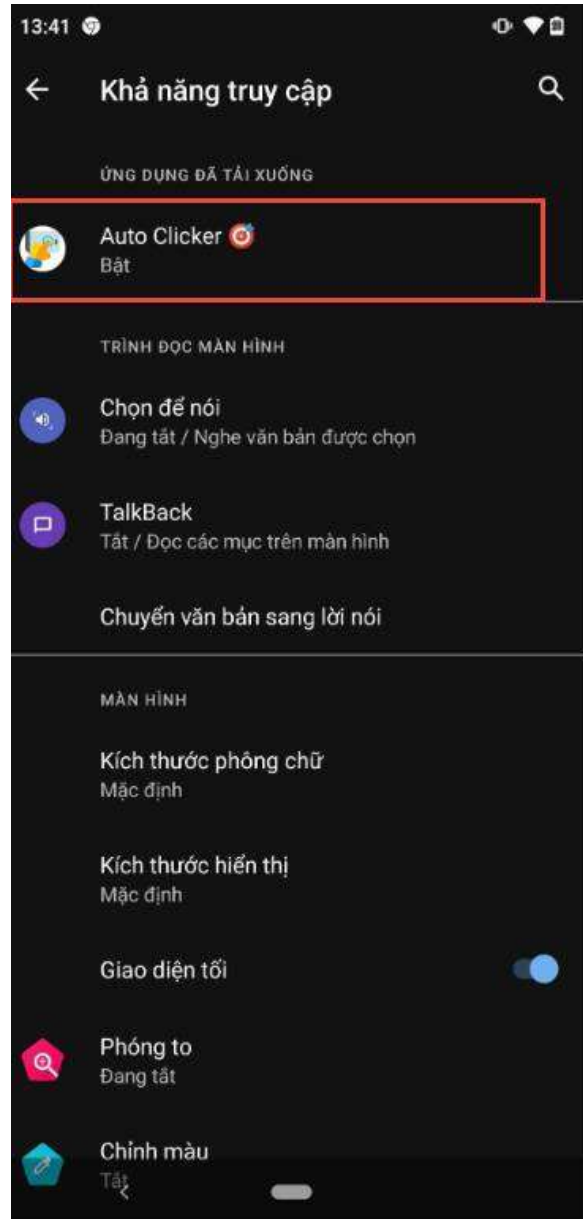 13:41
Khả năng truy cập
ỨNG DỤNG ĐÃ TẢI XUỐNG
Auto Clicker 🎯
Bật
TRÌNH ĐỌC MÀN HÌNH
Chọn để nói
Đang tắt / Nghe văn bản được chọn
TalkBack
Tắt / Đọc các mục trên màn hình
Chuyển văn bản sang lời nói
MÀN HÌNH
Kích thước phông chữ
Mặc định
Kích thước hiển thị
Mặc định
Giao diện tối
Phóng to
Đang tắt
Chỉnh màu
Tắt